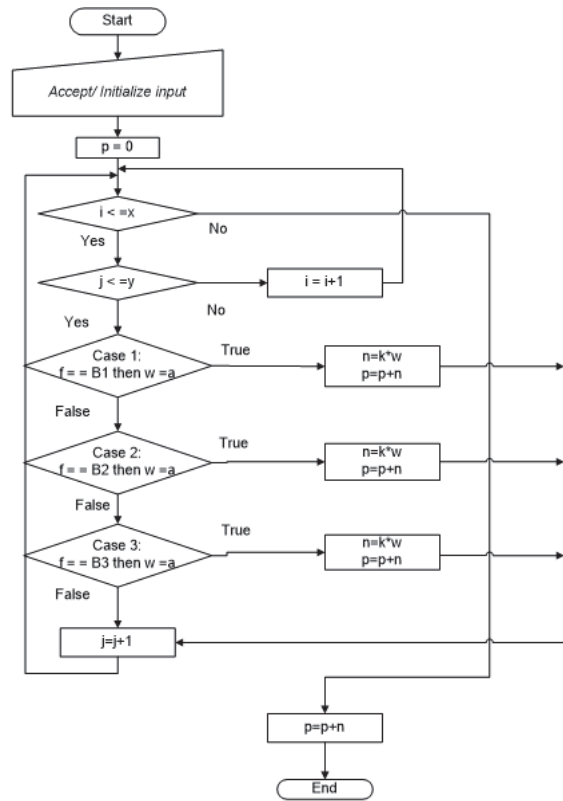 Start
Accept/ Initialize input
p = 0
i < =x
No
Yes
j < =y
i = i+1
No
Yes
Case 1:
f = = B1 then w =a
True
n=k*w
p=p+n
False
Case 2:
f = = B2 then w =a
True
n=k*w
p=p+n
False
Case 3:
f = = B3 then w =a
True
n=k*w
p=p+n
False
j=j+1
p=p+n
End